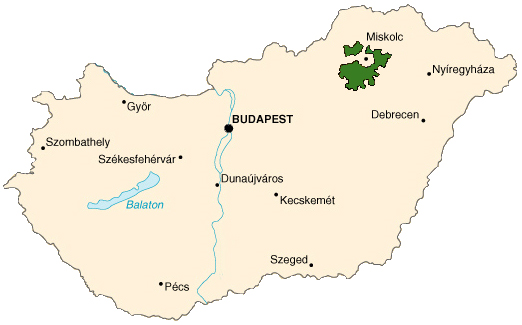 Miskolc
Nyíregyháza
Győr
Debrecen
BUDAPEST
Szombathely
Székesfehérvár
Dunaújváros
Balaton
Kecskemét
Szeged
Pécs